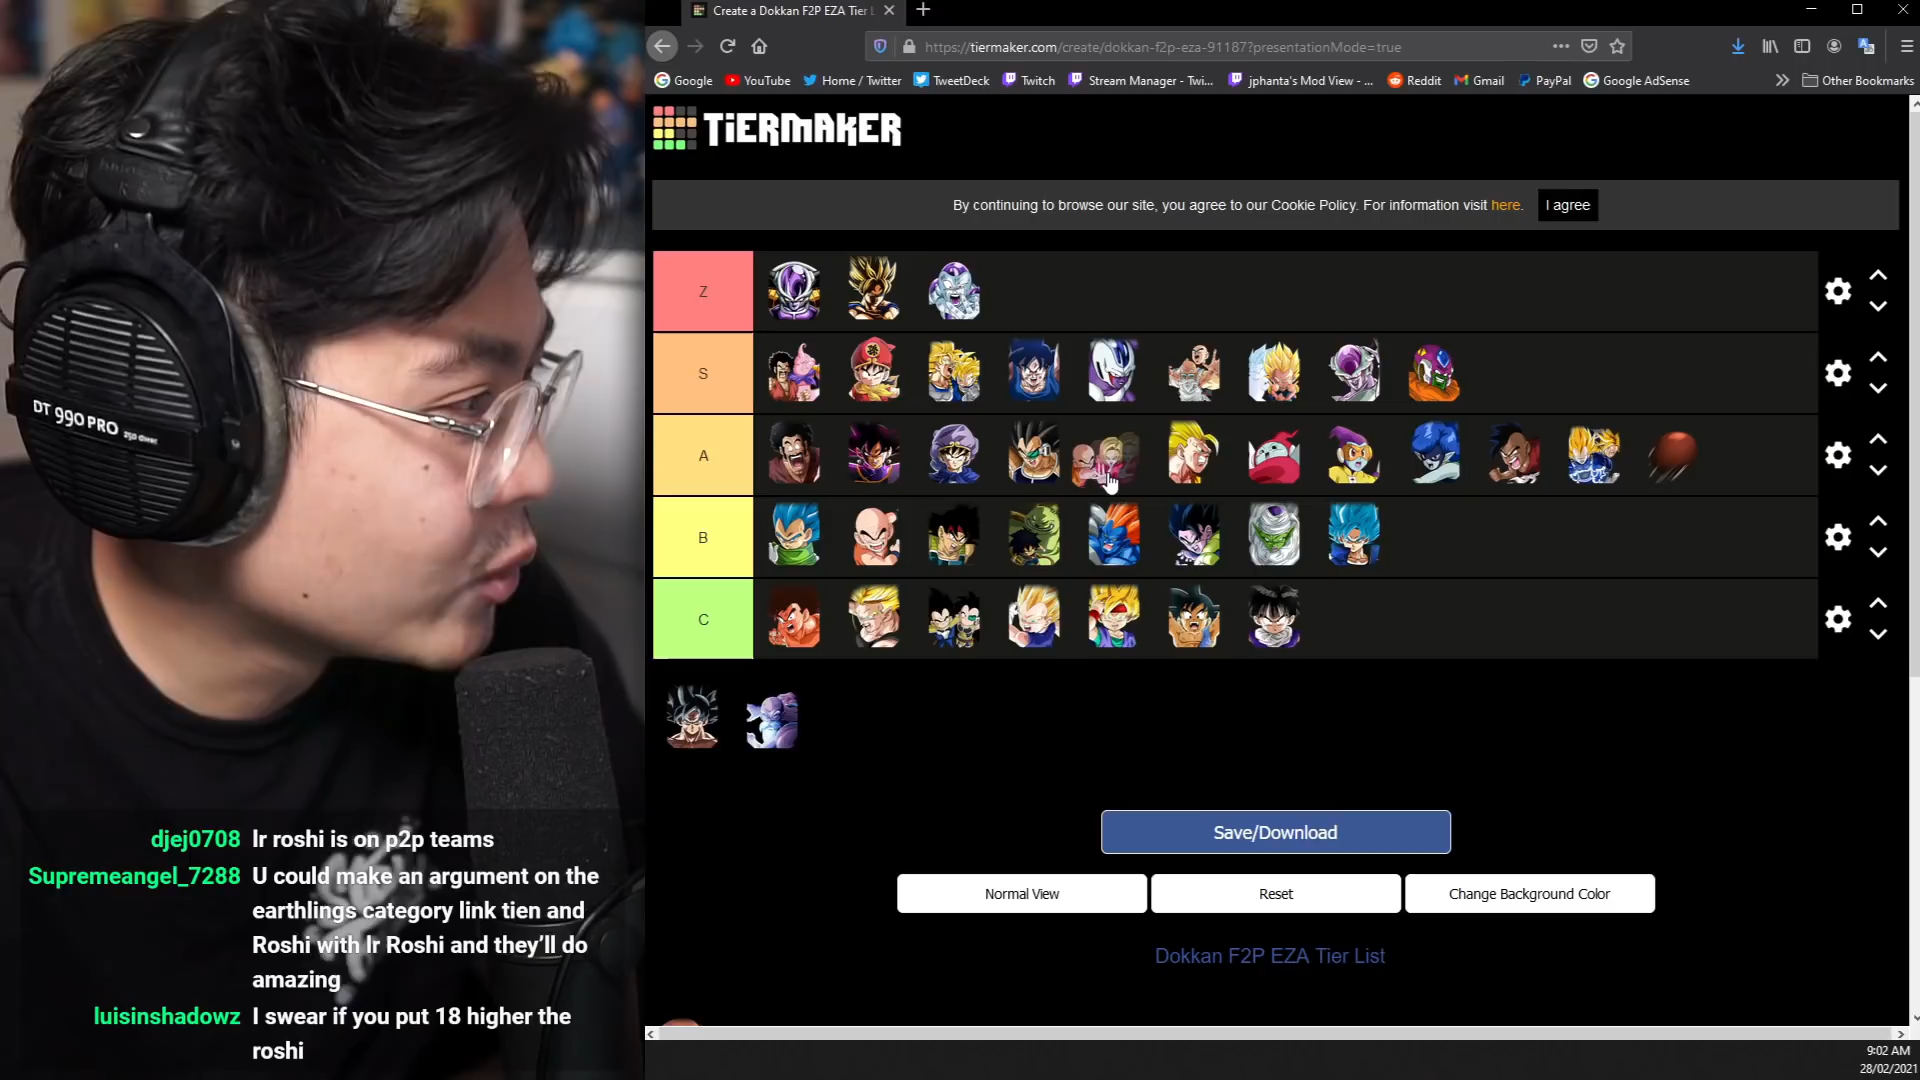 Create a Dokkan F2P EZA Tier L
https://tiermaker.com/create/dokkan-f2p-eza-91187?presentationMode=true
Google YouTube Home / Twitter TweetDeck Twitch Stream Manager - Twi... jphanta's Mod View - ... Reddit Gmail PayPal Google AdSense Other Bookmarks
TiERMAKER
By continuing to browse our site, you agree to our Cookie Policy. For information visit here. I agree
Z
S
A
B
C
DT 990 PRO 250 OHM
Save/Download
Normal View Reset Change Background Color
Dokkan F2P EZA Tier List
djej0708 lr roshi is on p2p teams
Supremeangel_7288 U could make an argument on the
earthlings category link tien and
Roshi with lr Roshi and they'll do
amazing
luisinshadowz I swear if you put 18 higher the
roshi
9:02 AM
28/02/2021